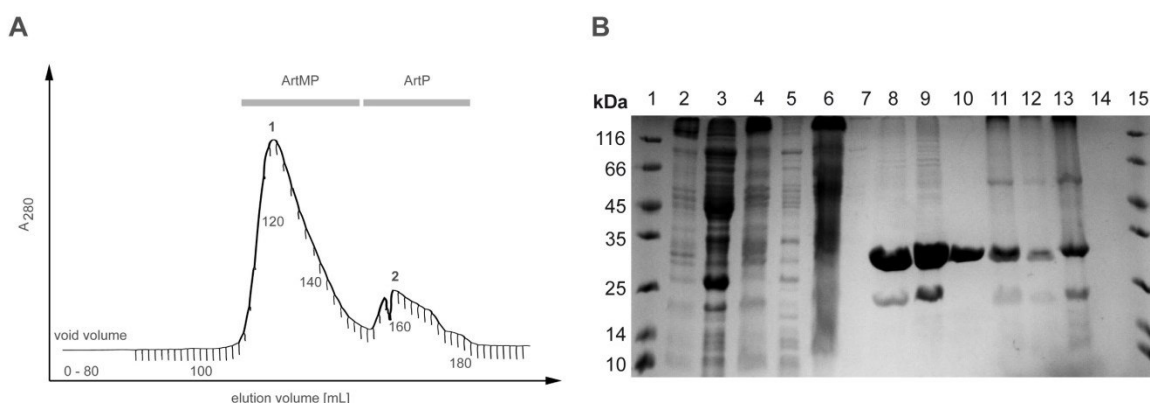 A
ArtMP
ArtP
1
2
120
140
160
void volume
0 - 80
100
180
A280
elution volume [mL]
B
kDa
1 2 3 4 5 6 7 8 9 10 11 12 13 14 15
116
66
45
35
25
14
10